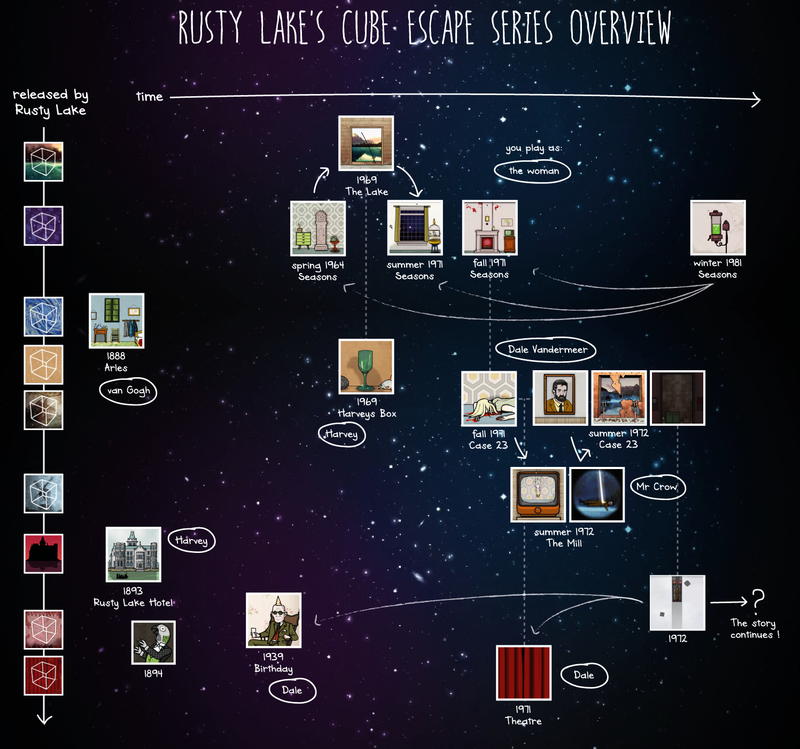 RUSTY LAKE'S CUBE ESCAPE SERIES OVERVIEW
released by
Rusty Lake
time
you play as:
the woman
1969
The Lake
spring 1964
Seasons
summer 1971
Seasons
fall 1971
Seasons
winter 1981
Seasons
1888
Arles
van Gogh
1969
Harveys Box
Harvey
Dale Vandermeer
fall 1971
Case 23
summer 1972
Case 23
Mr Crow
summer 1972
The Mill
Harvey
1893
Rusty Lake Hotel
1894
1939
Birthday
Dale
1972
?
The story
continues !
1971
Theatre
Dale